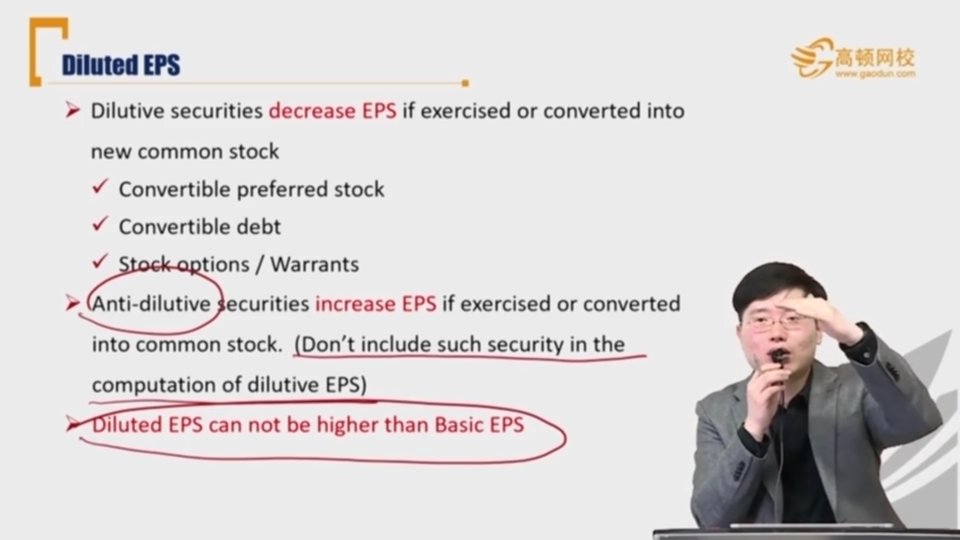 Diluted EPS
高顿网校
www.gaodun.com
Dilutive securities decrease EPS if exercised or converted into
new common stock
Convertible preferred stock
Convertible debt
Stock options / Warrants
Anti-dilutive securities increase EPS if exercised or converted
into common stock. (Don't include such security in the
computation of dilutive EPS)
Diluted EPS can not be higher than Basic EPS